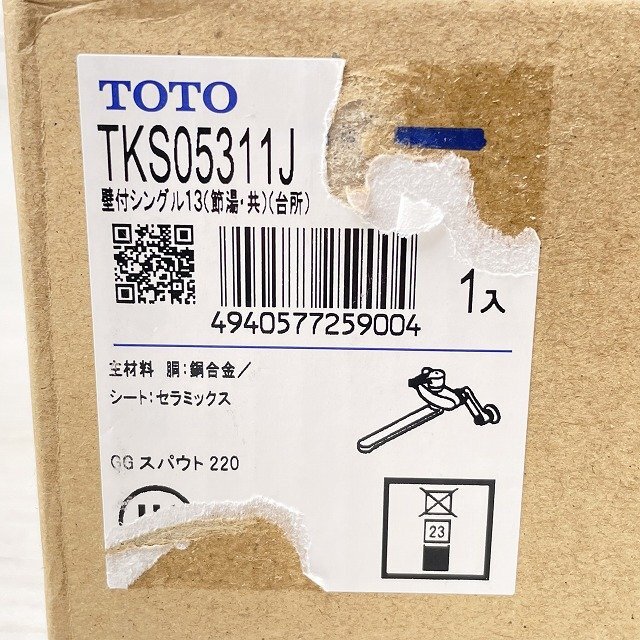 TOTO
TKS05311J
壁付シングル13(節湯・共)(台所)
4940577259004
1入
主材料 胴:銅合金/
シート:セラミックス
GG スパウト 220
23